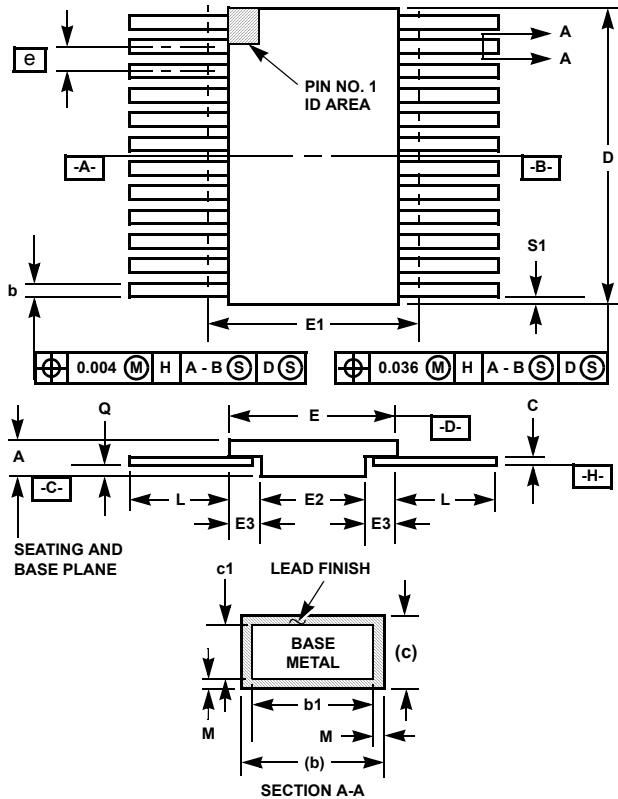 e
A
A
PIN NO. 1
ID AREA
D
-A-
-B-
S1
b
E1
0.004 Ⓜ H A - B Ⓢ D Ⓢ
0.036 Ⓜ H A - B Ⓢ D Ⓢ
Q
E
C
-D-
A
-C-
-H-
L
E2
L
E3
E3
SEATING AND
BASE PLANE
c1
LEAD FINISH
BASE
METAL
(c)
b1
M
M
(b)
SECTION A-A